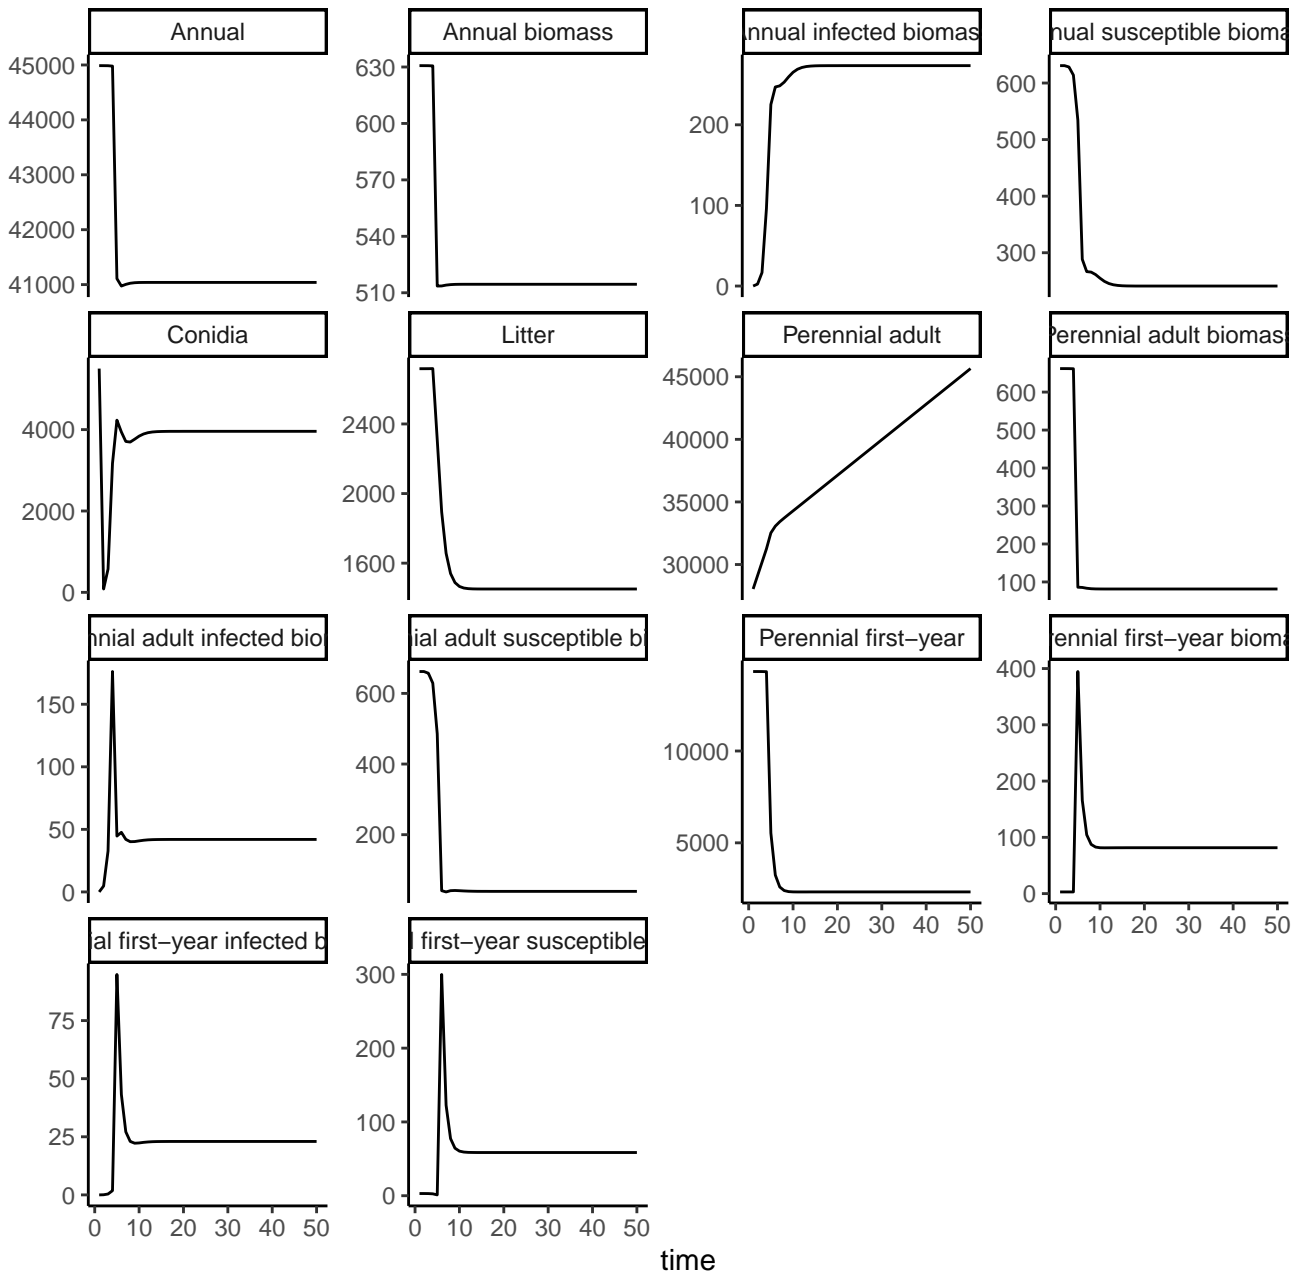 Annual
Annual biomass
Annual infected biomas
nual susceptible bioma
45000
44000
43000
42000
41000
630
600
570
540
510
200
100
0
600
500
400
300
Conidia
Litter
Perennial adult
Perennial adult biomass
4000
2000
0
2400
2000
1600
45000
40000
35000
30000
600
500
400
300
200
100
nnial adult infected bior
ial adult susceptible bi
Perennial first−year
rennial first−year bioma
150
100
50
0
600
400
200
10000
5000
400
300
200
100
0
0 10 20 30 40 50
0 10 20 30 40 50
ial first−year infected b
l first−year susceptible
75
50
25
0
300
200
100
0
0 10 20 30 40 50
0 10 20 30 40 50
time